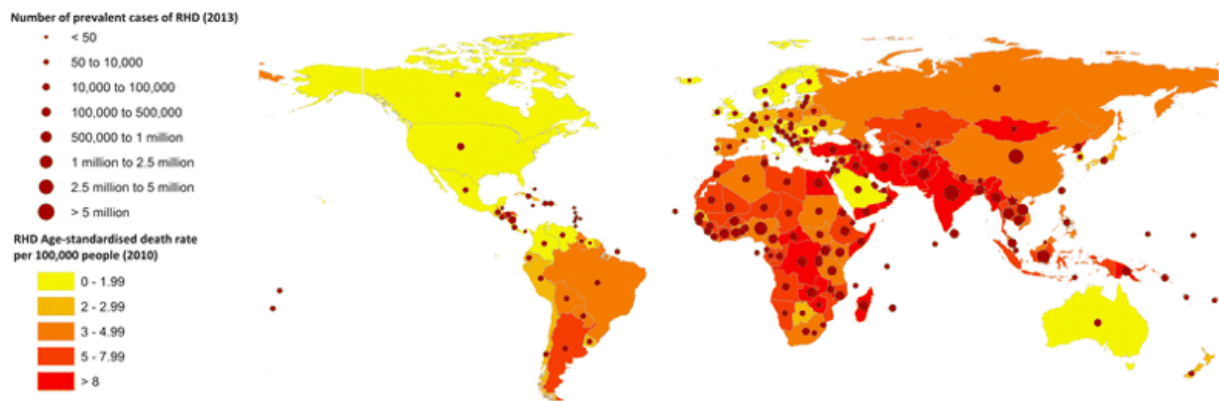 Number of prevalent cases of RHD (2013)
< 50
50 to 10,000
10,000 to 100,000
100,000 to 500,000
500,000 to 1 million
1 million to 2.5 million
2.5 million to 5 million
> 5 million
RHD Age-standardised death rate
per 100,000 people (2010)
0 - 1.99
2 - 2.99
3 - 4.99
5 - 7.99
> 8